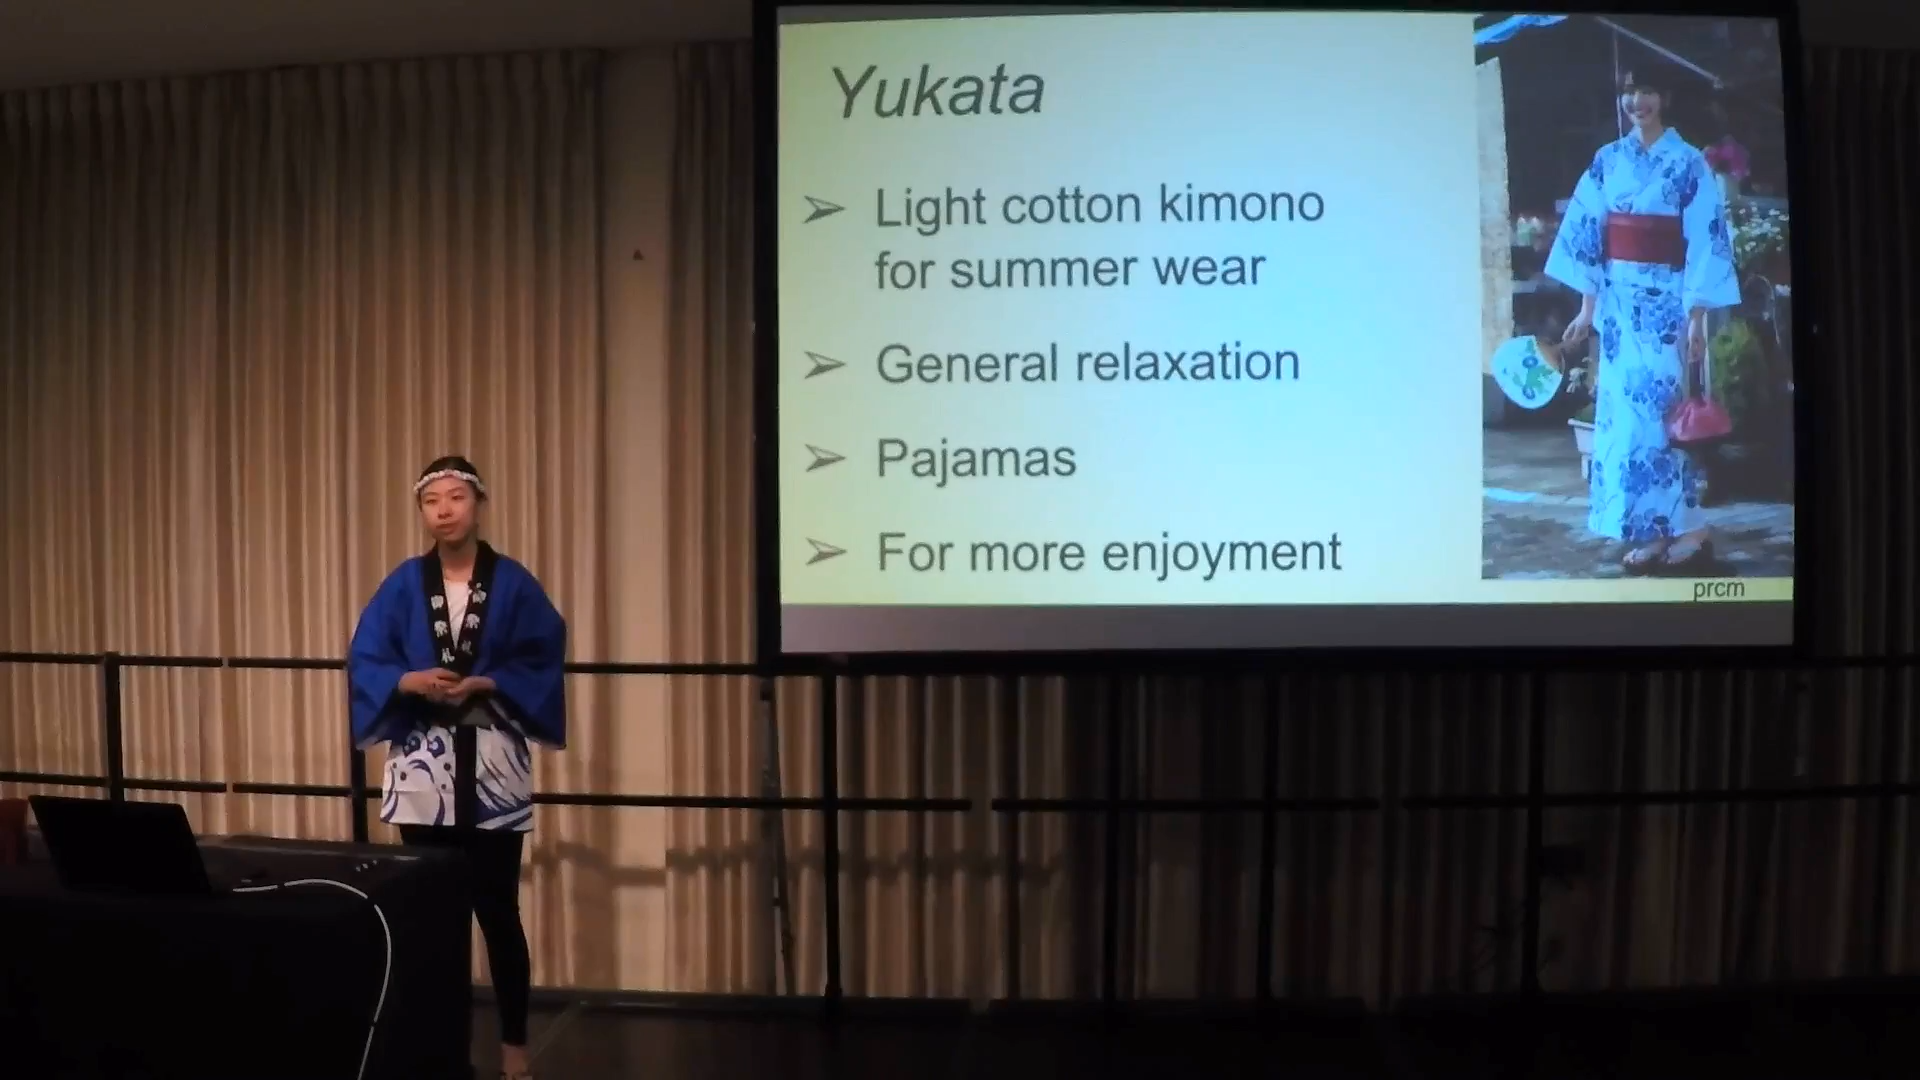 Yukata
➢ Light cotton kimono
for summer wear
➢ General relaxation
➢ Pajamas
➢ For more enjoyment
prcm